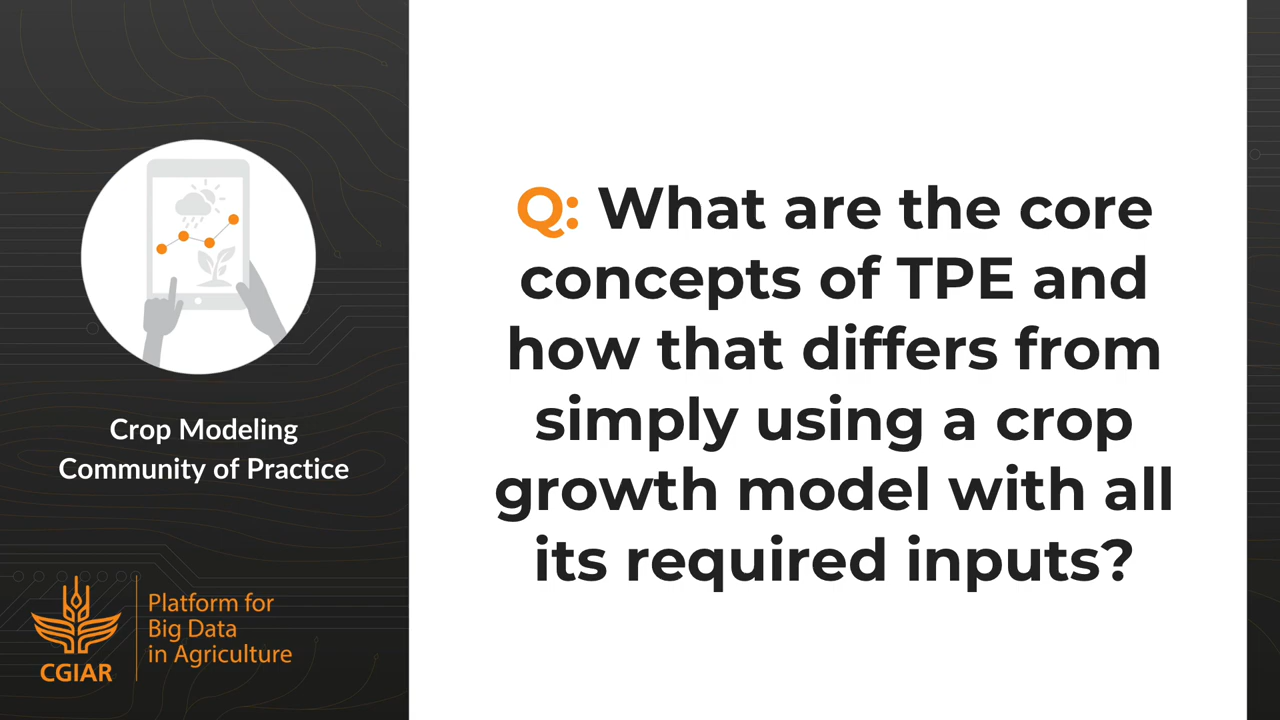 Q: What are the core
concepts of TPE and
how that differs from
simply using a crop
growth model with all
its required inputs?
Crop Modeling
Community of Practice
CGIAR
Platform for
Big Data
in Agriculture